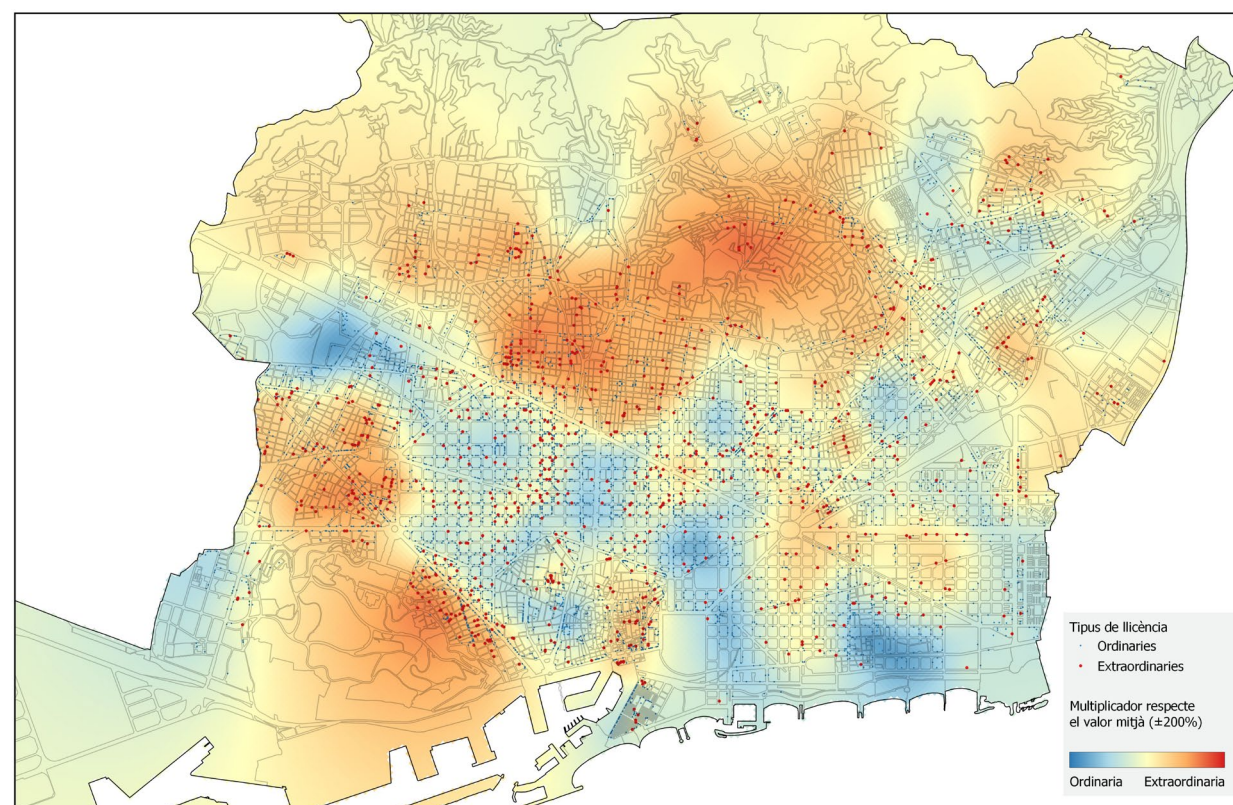 Tipus de llicència
Ordinaries
Extraordinaries
Multiplicador respecte
el valor mitjà (±200%)
Ordinaria Extraordinaria